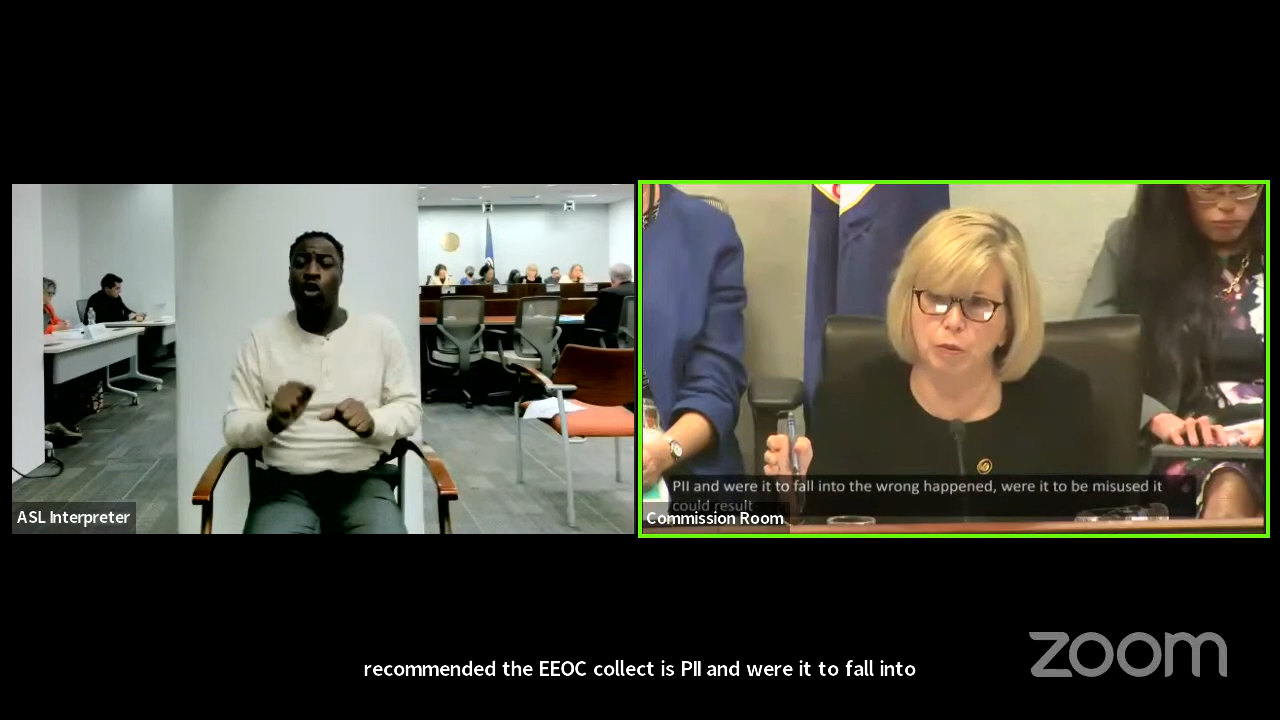 PII and were it to fall into the wrong happened, were it to be misused it
could result
ASL Interpreter
Commission Room
recommended the EEOC collect is PII and were it to fall into
zoom